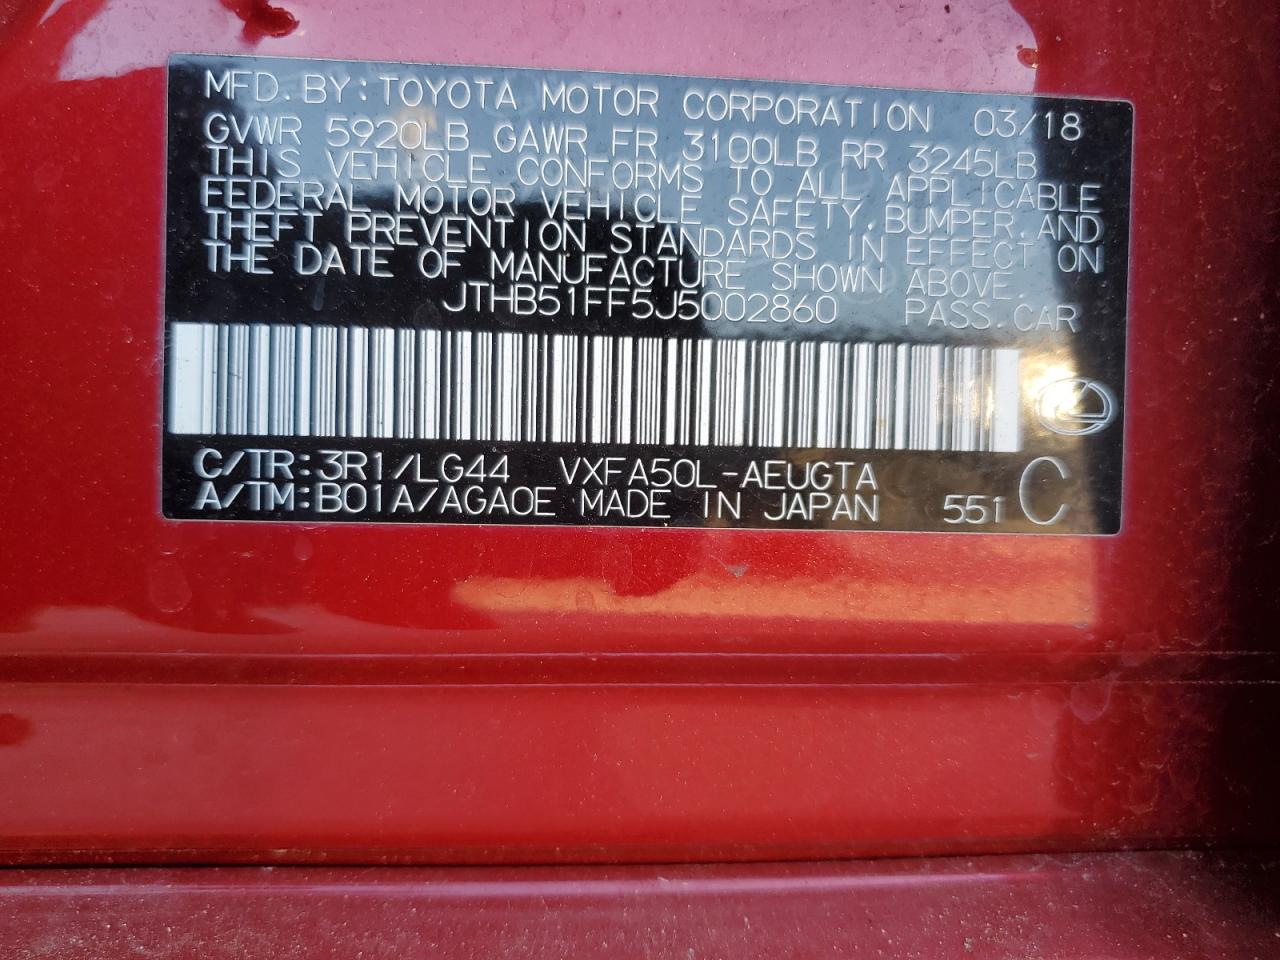 MFD. BY: TOYOTA MOTOR CORPORATION 03/18
GVWR 5920LB GAWR FR 3100LB RR 3245LB
THIS VEHICLE CONFORMS TO ALL APPLICABLE
FEDERAL MOTOR VEHICLE SAFETY, BUMPER, AND
THEFT PREVENTION STANDARDS IN EFFECT ON
THE DATE OF MANUFACTURE SHOWN ABOVE.
JTHB51FF5J5002860 PASS. CAR
C/TR: 3R1/LG44 VXFA50L-AEUGTA
A/TM: B01A/AGA0E MADE IN JAPAN 551 C